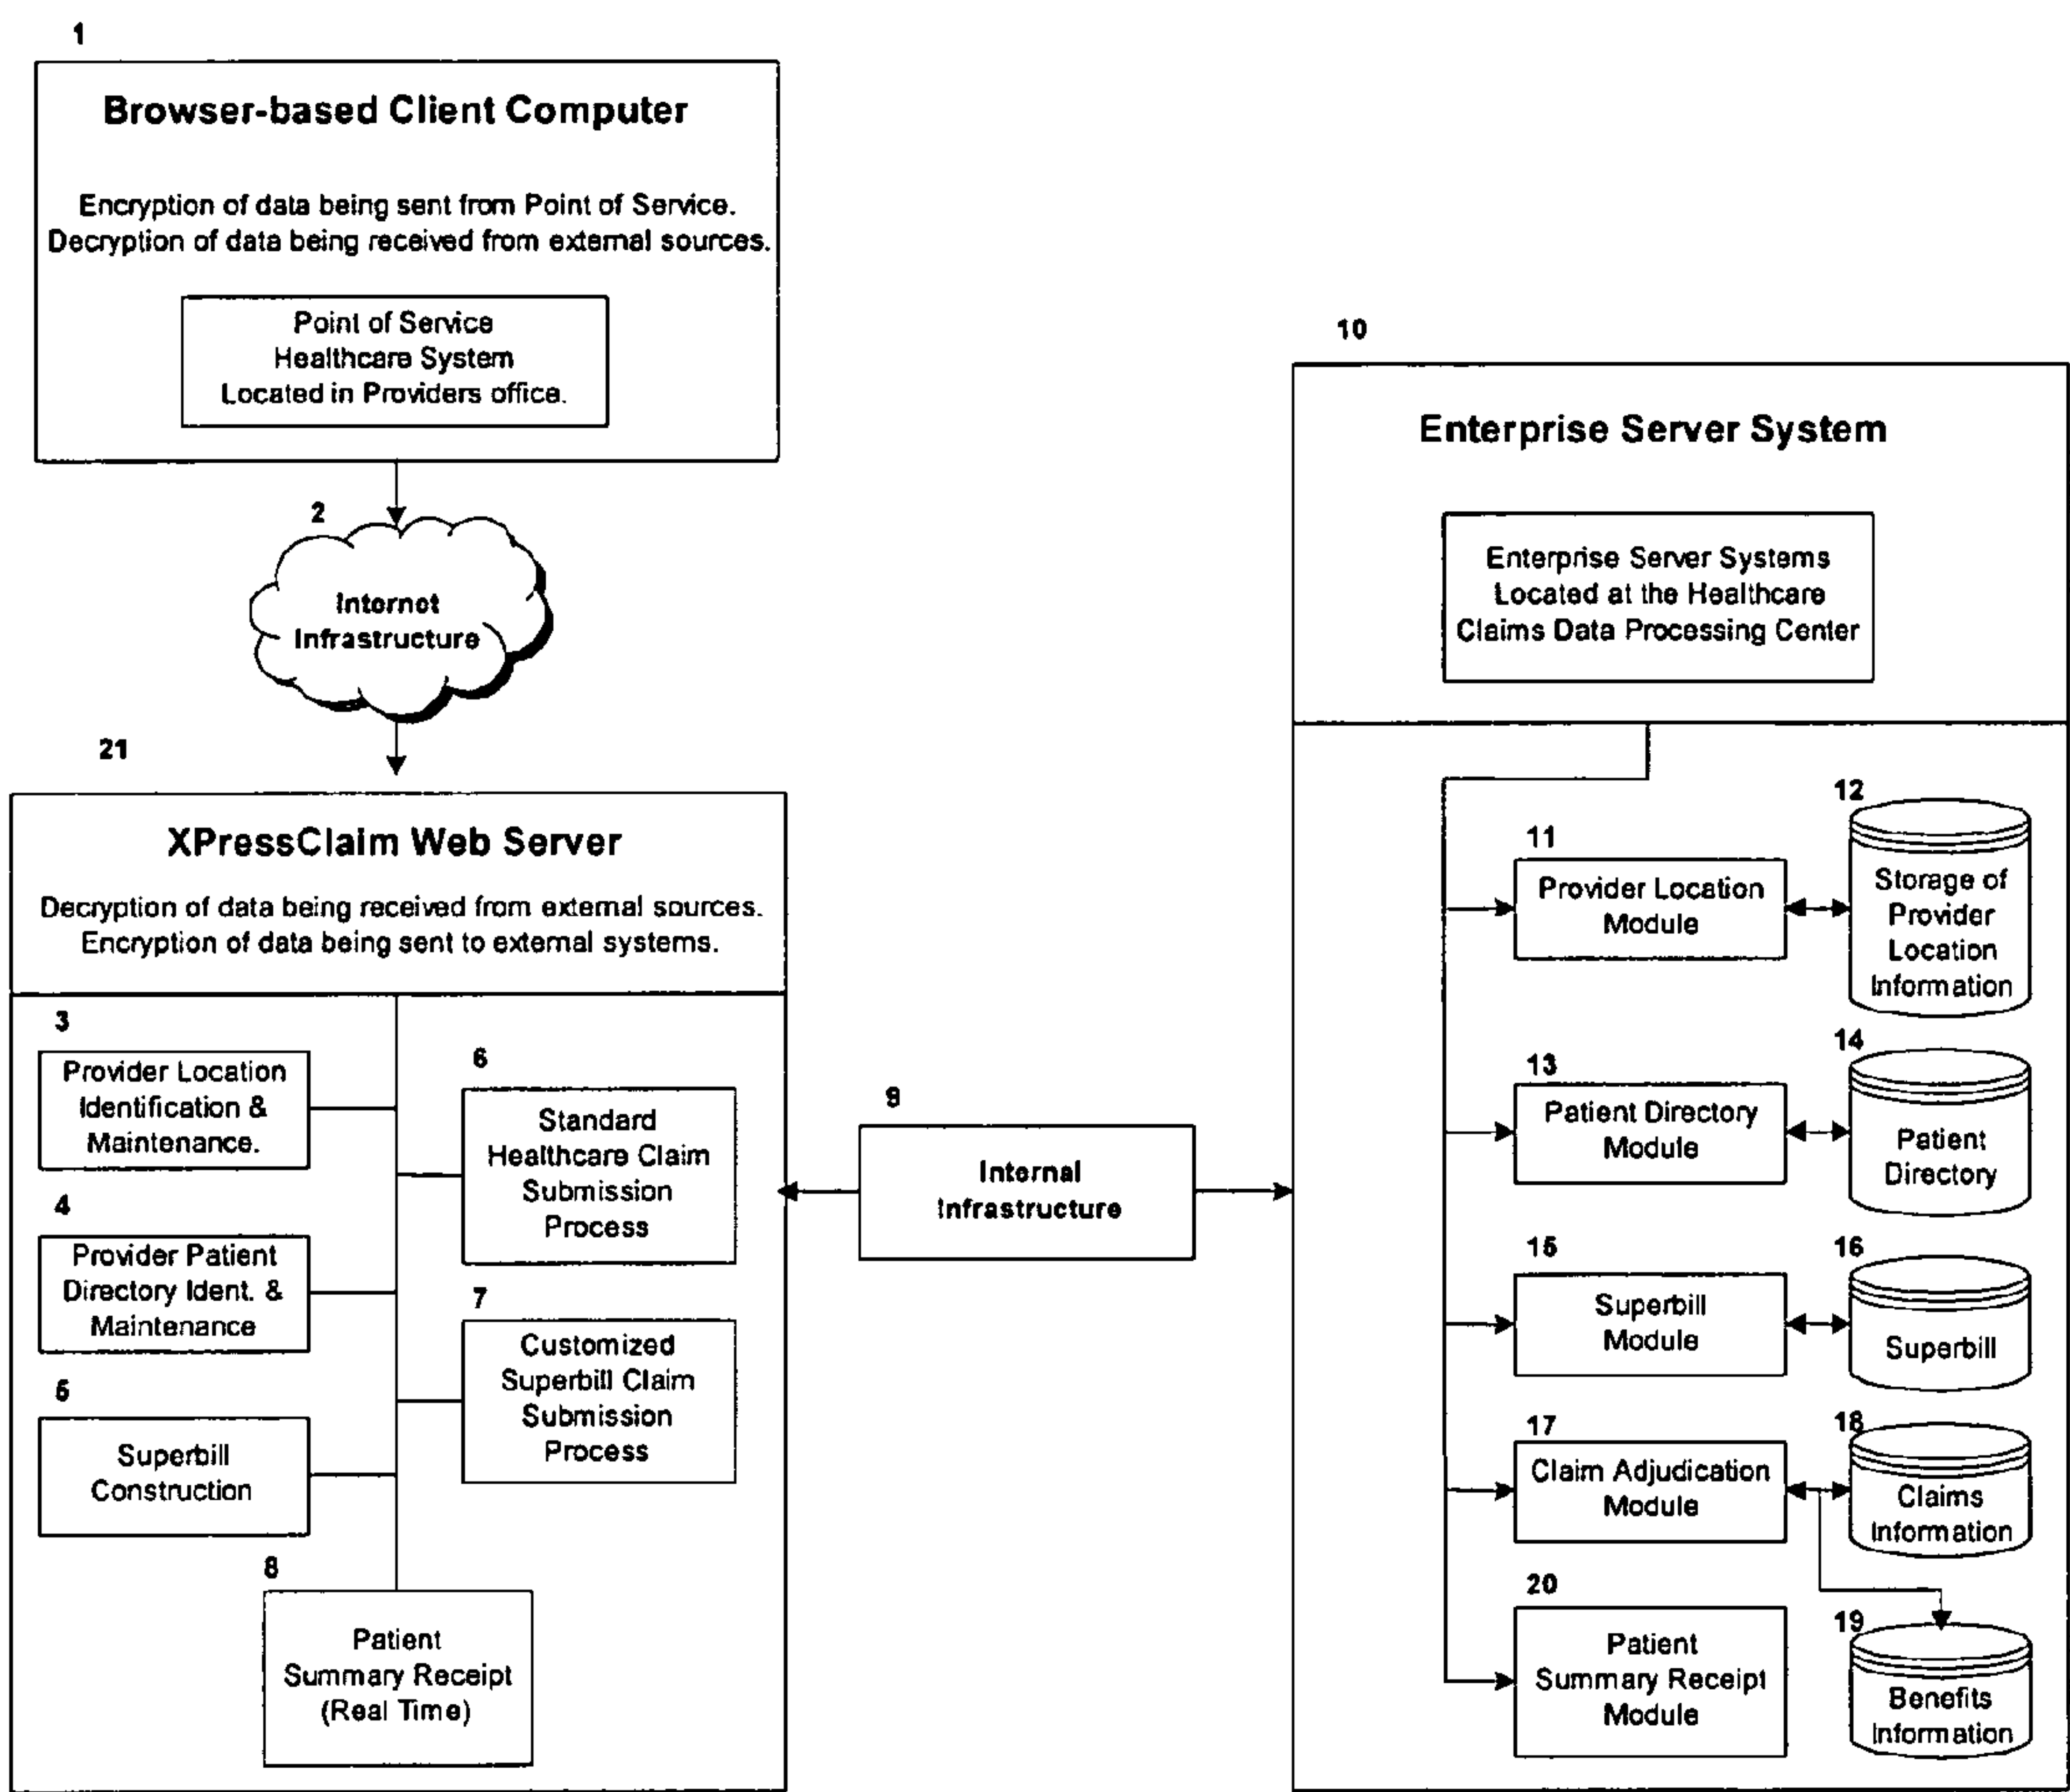 1
Browser-based Client Computer
Encryption of data being sent from Point of Service.
Decryption of data being received from external sources.
Point of Service
Healthcare System
Located in Providers office.
2
Internet
Infrastructure
21
XPressClaim Web Server
Decryption of data being received from external sources.
Encryption of data being sent to external systems.
3
Provider Location
Identification &
Maintenance.
4
Provider Patient
Directory Ident. &
Maintenance
5
Superbill
Construction
6
Standard
Healthcare Claim
Submission
Process
7
Customized
Superbill Claim
Submission
Process
8
Patient
Summary Receipt
(Real Time)
9
Internal
Infrastructure
10
Enterprise Server System
Enterprise Server Systems
Located at the Healthcare
Claims Data Processing Center
11
Provider Location
Module
12
Storage of
Provider
Location
Information
13
Patient Directory
Module
14
Patient
Directory
15
Superbill
Module
16
Superbill
17
Claim Adjudication
Module
18
Claims
Information
20
Patient
Summary Receipt
Module
19
Benefits
Information